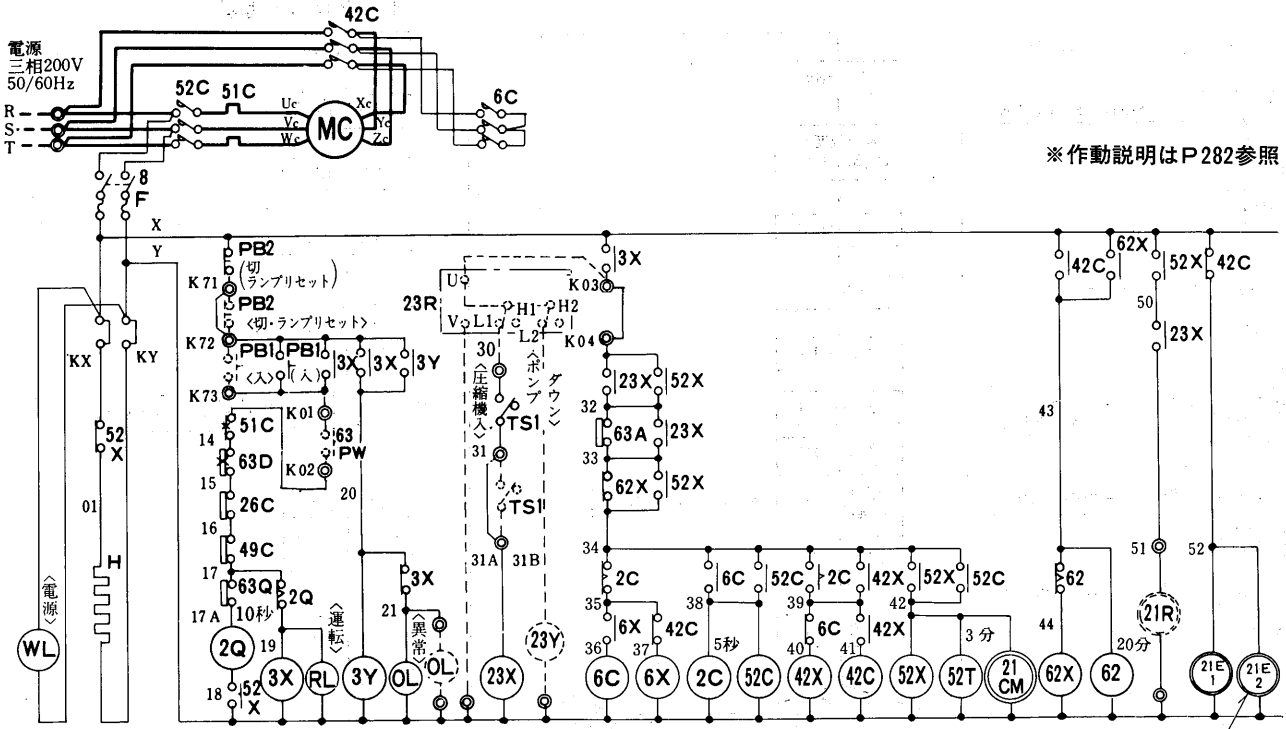 42C
電源
三相200V
50/60Hz
52C
51C
6C
R
S
T
Uc
Vc
Wc
MC
Xc
Yc
Zc
※作動説明はP282参照
8
F
X
Y
PB2
(切
ランプリセット)
K71
PB2
〈切・ランプリセット〉
K72
PB1
〈入〉
PB1
(入)
3X
3X
3Y
K73
K01
63
PW
K02
51C
14
63D
15
26C
16
49C
17
63Q
2Q
17A
10秒
2Q
18
52
X
19
3X
RL
〈運転〉
20
3Y
3X
21
〈異常〉
OL
OL
KX
KY
52
X
01
H
〈電源〉
WL
23R
U
V
L1
H1
H2
L2
30
〈圧縮機入〉
〈ポンプ
ダウン〉
TS1
31
TS1
31A
31B
23X
23Y
3X
K03
K04
23X
52X
32
63A
23X
33
62X
52X
34
2C
6C
52C
2C
42X
52X
52C
35
38
39
42
6X
42C
6C
42X
36
37
5秒
40
41
3分
6C
6X
2C
52C
42X
42C
52X
52T
21
CM
42C
62X
43
62
44
20分
62X
62
52X
50
23X
51
21R
42C
52
21E
1
21E
2